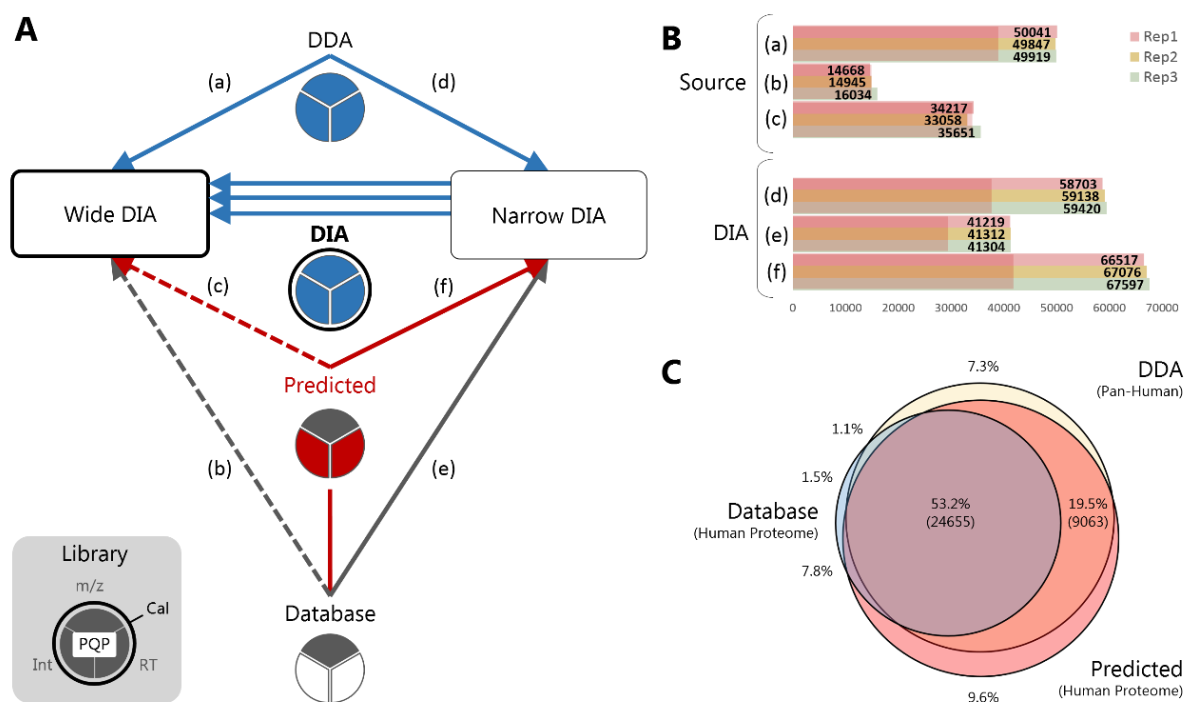 A
DDA
(a)
(d)
Wide DIA
Narrow DIA
DIA
(c)
(f)
Predicted
(b)
(e)
Database
Library
m/z
Cal
PQP
Int
RT
B
Source
(a)
50041
49847
49919
(b)
14668
14945
16034
(c)
34217
33058
35651
Rep1
Rep2
Rep3
DIA
(d)
58703
59138
59420
(e)
41219
41312
41304
(f)
66517
67076
67597
0 10000 20000 30000 40000 50000 60000 70000
C
7.3%
DDA
(Pan-Human)
1.1%
1.5%
Database
(Human Proteome)
53.2%
(24655)
19.5%
(9063)
7.8%
Predicted
(Human Proteome)
9.6%